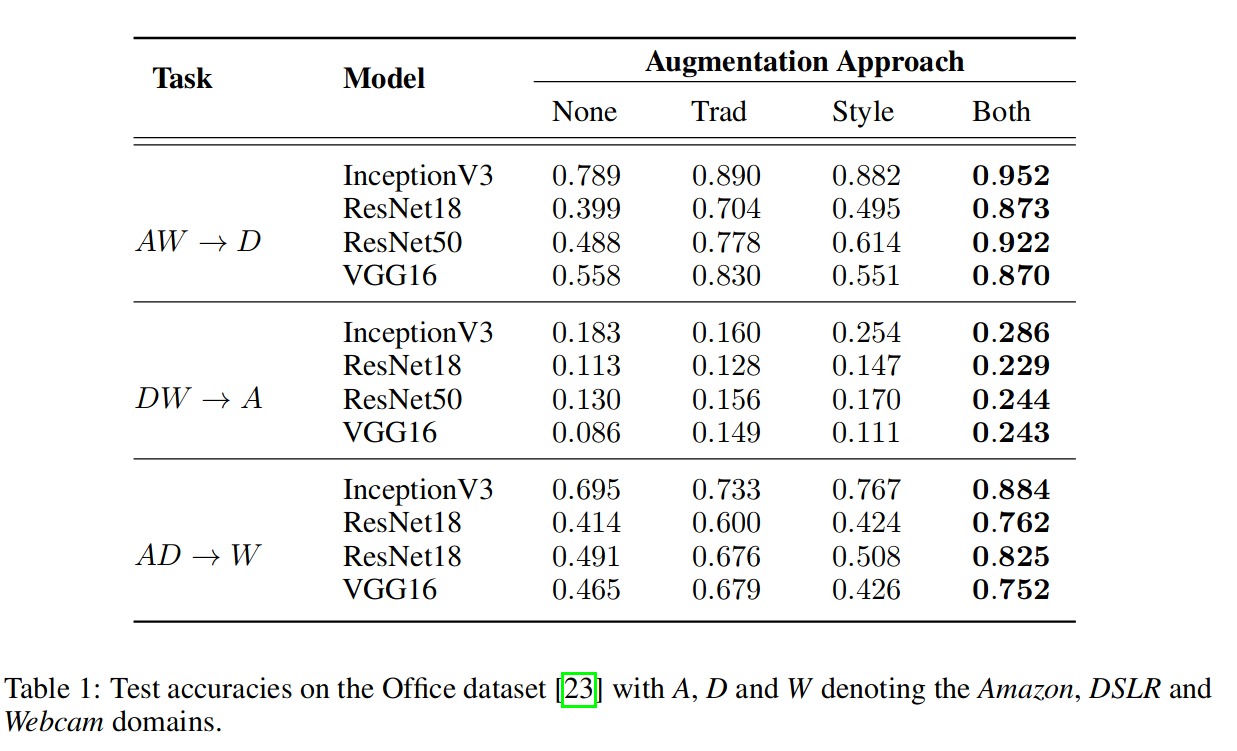 Task Model Augmentation Approach
None Trad Style Both
InceptionV3 0.789 0.890 0.882 0.952
ResNet18 0.399 0.704 0.495 0.873
AW → D ResNet50 0.488 0.778 0.614 0.922
VGG16 0.558 0.830 0.551 0.870
InceptionV3 0.183 0.160 0.254 0.286
ResNet18 0.113 0.128 0.147 0.229
DW → A ResNet50 0.130 0.156 0.170 0.244
VGG16 0.086 0.149 0.111 0.243
InceptionV3 0.695 0.733 0.767 0.884
ResNet18 0.414 0.600 0.424 0.762
AD → W ResNet18 0.491 0.676 0.508 0.825
VGG16 0.465 0.679 0.426 0.752
Table 1: Test accuracies on the Office dataset [23] with A, D and W denoting the Amazon, DSLR and
Webcam domains.